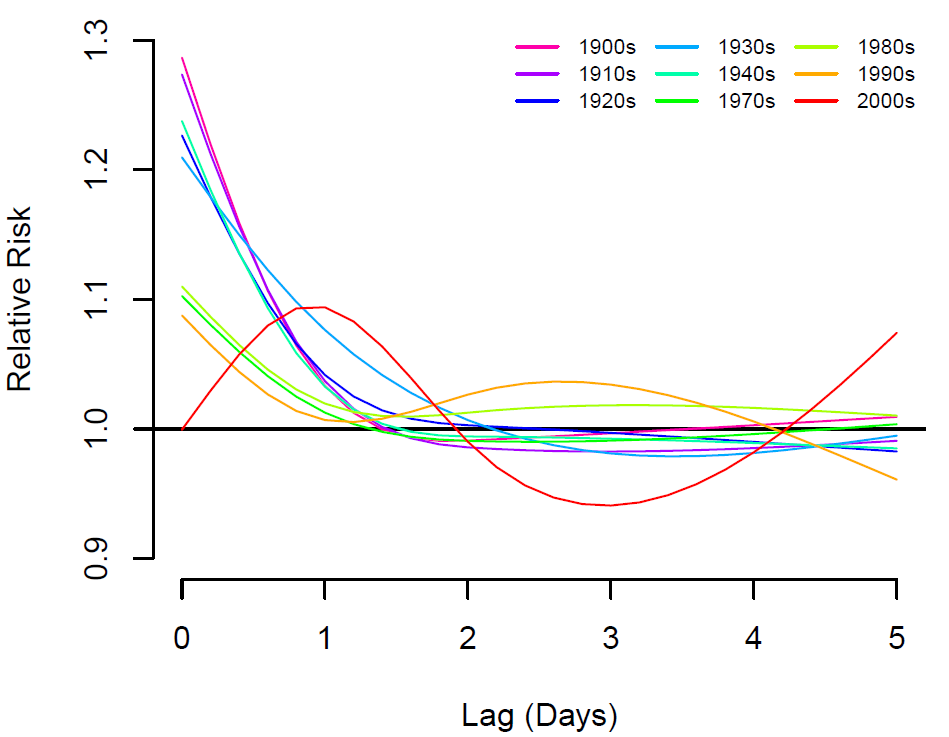 1900s 1930s 1980s
1910s 1940s 1990s
1920s 1970s 2000s
Relative Risk
1.3
1.2
1.1
1.0
0.9
0 1 2 3 4 5
Lag (Days)